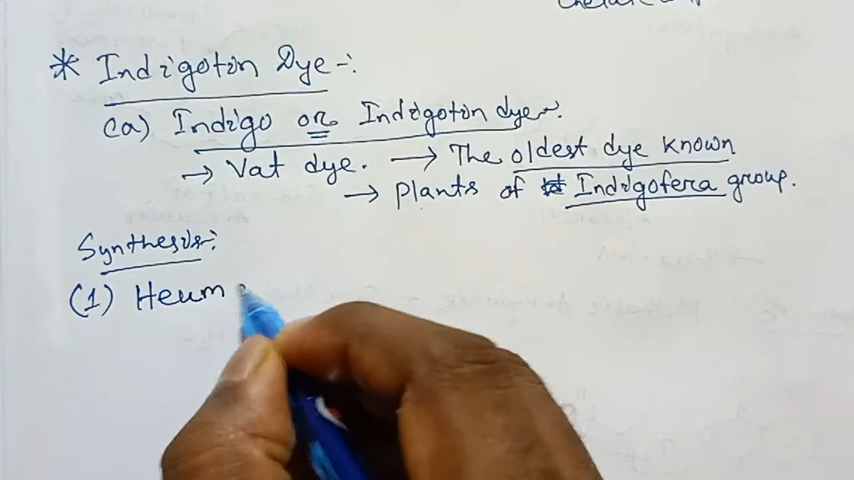 * Indigotin Dye-:
(a) Indigo or Indigotin dye-.
→ Vat dye. → The oldest dye known
→ Plants of Indigofera group.
Synthesis-:
(1) Heum